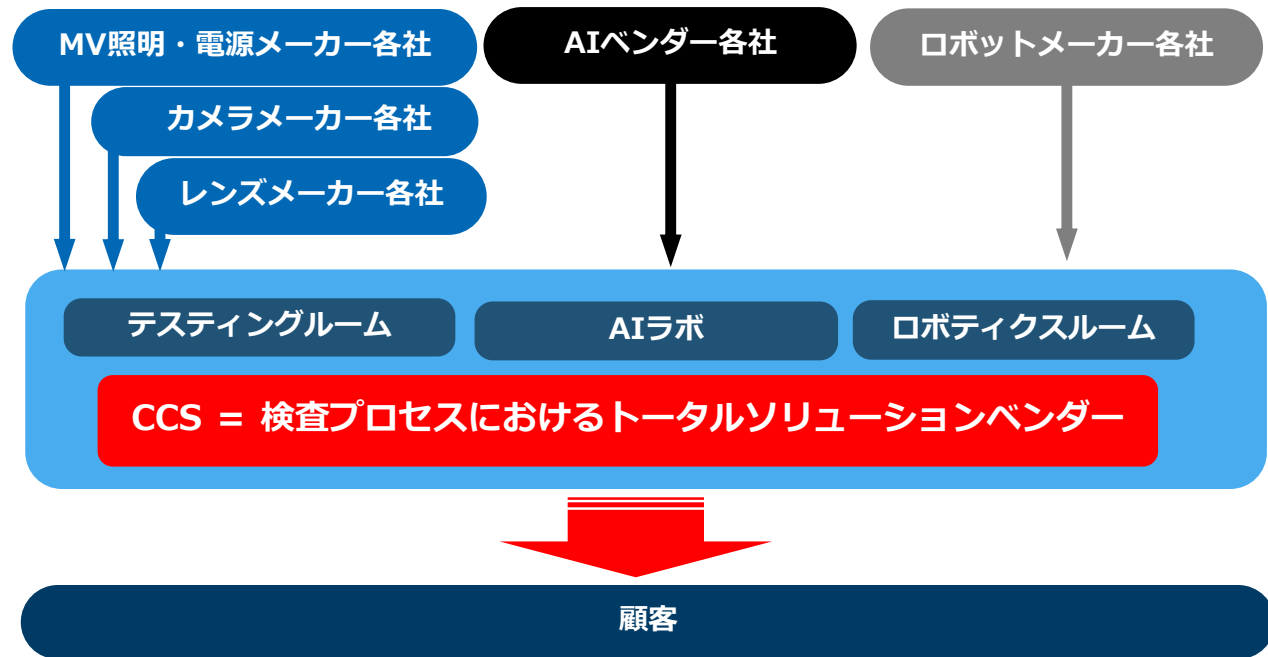 MV照明・電源メーカー各社
AIベンダー各社
ロボットメーカー各社
カメラメーカー各社
レンズメーカー各社
テスティングルーム
AIラボ
ロボティクスルーム
CCS = 検査プロセスにおけるトータルソリューションベンダー
顧客